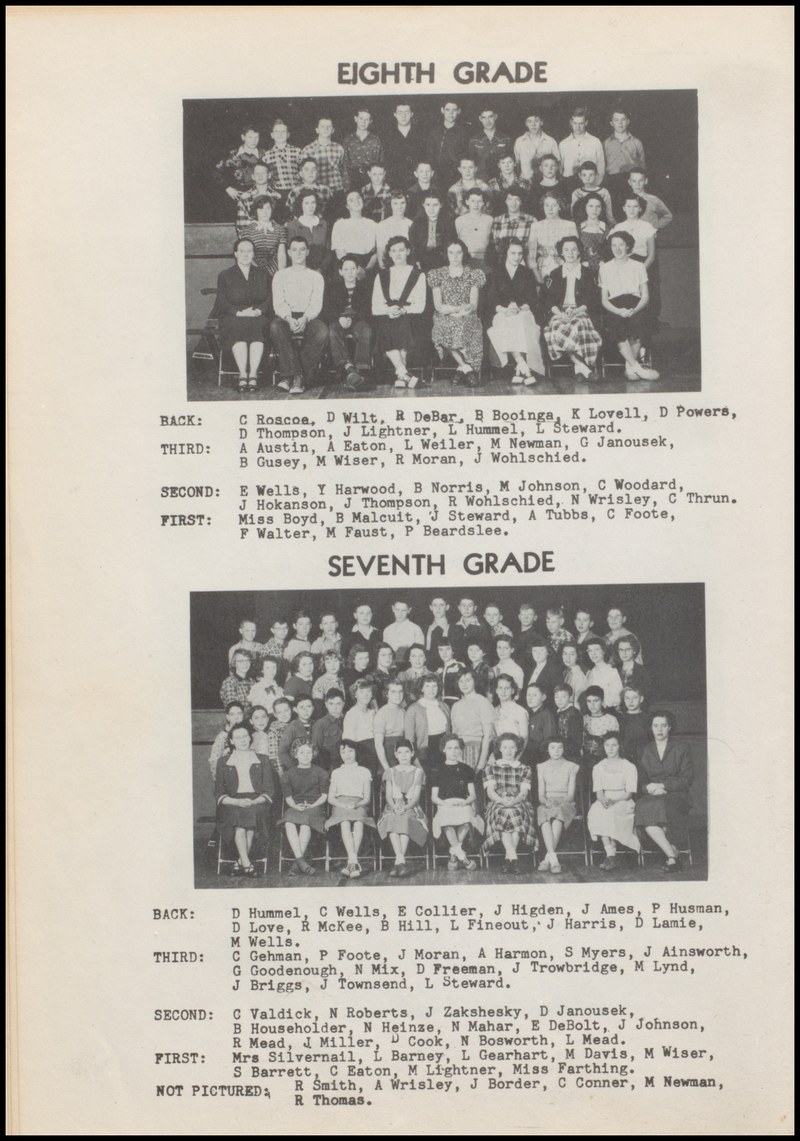 EIGHTH GRADE
BACK: C Roscoe, D Wilt, R DeBar, B Booinga, K Lovell, D Powers,
D Thompson, J Lightner, L Hummel, L Steward.
THIRD: A Austin, A Eaton, L Weiler, M Newman, G Janousek,
B Gusey, M Wiser, R Moran, J Wohlschied.
SECOND: E Wells, Y Harwood, B Norris, M Johnson, C Woodard,
J Hokanson, J Thompson, R Wohlschied, N Wrisley, C Thrun.
FIRST: Miss Boyd, B Malcuit, J Steward, A Tubbs, C Foote,
F Walter, M Faust, P Beardslee.
SEVENTH GRADE
BACK: D Hummel, C Wells, E Collier, J Higden, J Ames, P Husman,
D Love, R McKee, B Hill, L Fineout, J Harris, D Lamie,
M Wells.
THIRD: C Gehman, P Foote, J Moran, A Harmon, S Myers, J Ainsworth,
G Goodenough, N Mix, D Freeman, J Trowbridge, M Lynd,
J Briggs, J Townsend, L Steward.
SECOND: C Valdick, N Roberts, J Zakshesky, D Janousek,
B Householder, N Heinze, N Mahar, E DeBolt, J Johnson,
R Mead, J Miller, D Cook, N Bosworth, L Mead.
FIRST: Mrs Silvernail, L Barney, L Gearhart, M Davis, M Wiser,
S Barrett, C Eaton, M Lightner, Miss Farthing.
NOT PICTURED: R Smith, A Wrisley, J Border, C Conner, M Newman,
R Thomas.